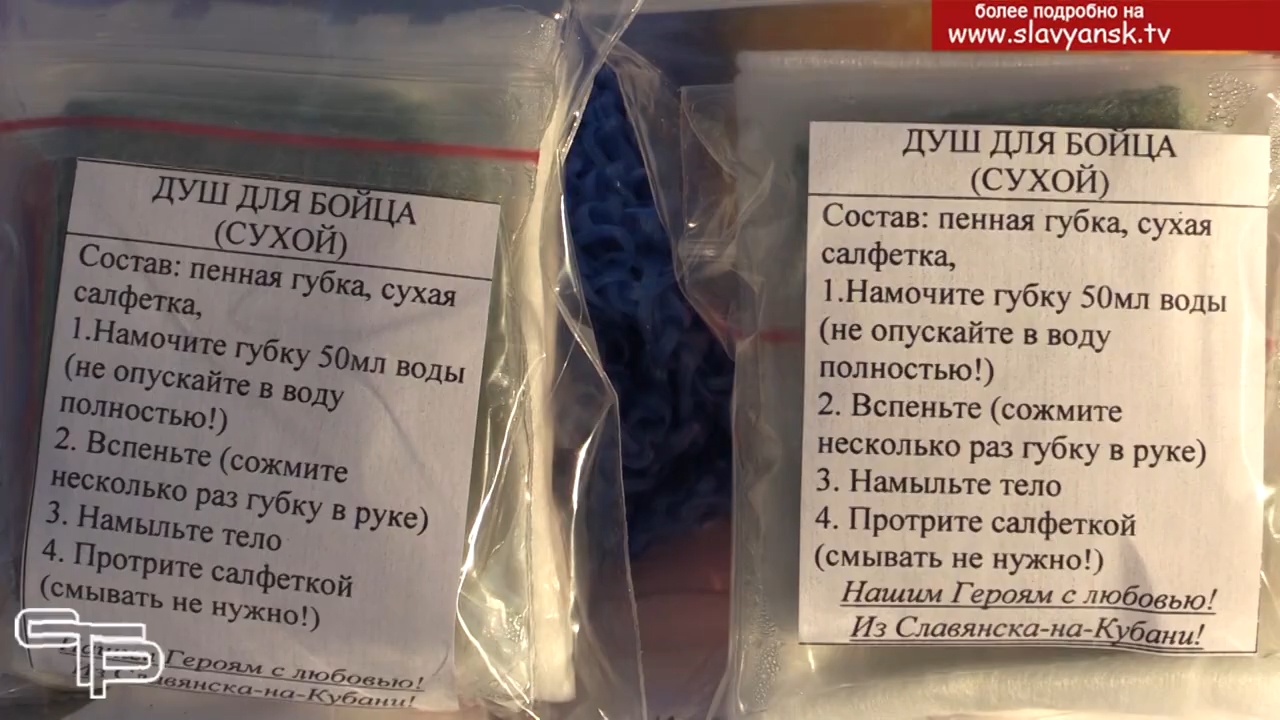 более подробно на
www.slavyansk.tv
ДУШ ДЛЯ БОЙЦА
(СУХОЙ)
Состав: пенная губка, сухая
салфетка,
1.Намочите губку 50мл воды
(не опускайте в воду
полностью!)
2. Вспеньте (сожмите
несколько раз губку в руке)
3. Намыльте тело
4. Протрите салфеткой
(смывать не нужно!)
Нашим Героям с любовью!
Из Славянска-на-Кубани!
СТР
ДУШ ДЛЯ БОЙЦА
(СУХОЙ)
Состав: пенная губка, сухая
салфетка,
1.Намочите губку 50мл воды
(не опускайте в воду
полностью!)
2. Вспеньте (сожмите
несколько раз губку в руке)
3. Намыльте тело
4. Протрите салфеткой
(смывать не нужно!)
Нашим Героям с любовью!
Из Славянска-на-Кубани!